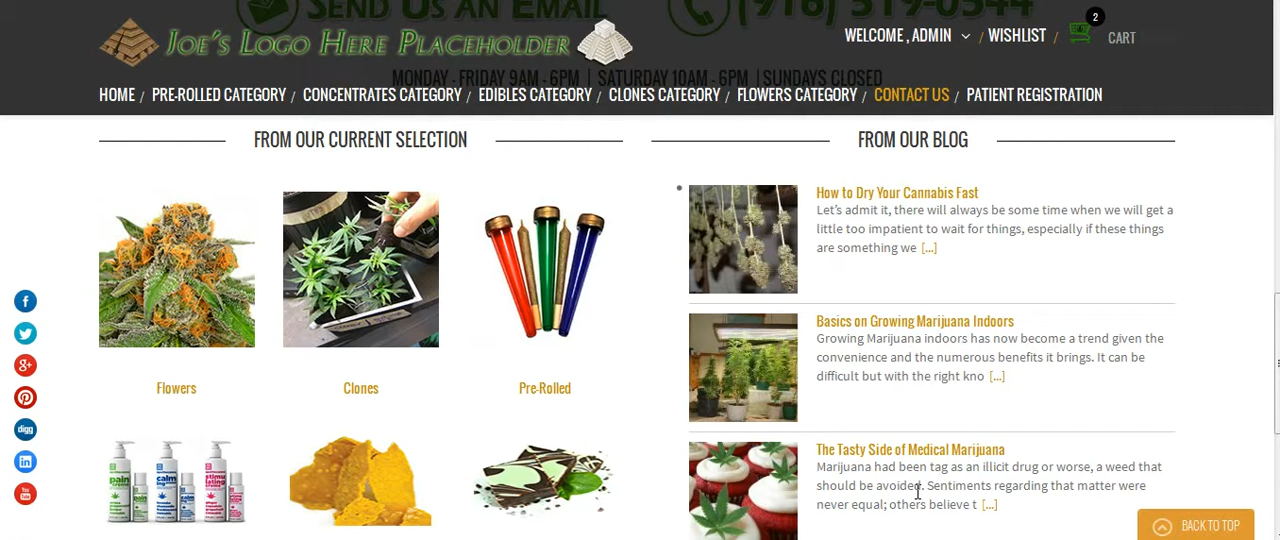 SEND US AN EMAIL
(916) 519-0544
JOE'S LOGO HERE PLACEHOLDER
WELCOME , ADMIN / WISHLIST / 2 CART
MONDAY - FRIDAY 9AM - 6PM | SATURDAY 10AM - 6PM | SUNDAYS CLOSED
HOME / PRE-ROLLED CATEGORY / CONCENTRATES CATEGORY / EDIBLES CATEGORY / CLONES CATEGORY / FLOWERS CATEGORY / CONTACT US / PATIENT REGISTRATION
FROM OUR CURRENT SELECTION
Flowers
Clones
Pre-Rolled
FROM OUR BLOG
How to Dry Your Cannabis Fast
Let's admit it, there will always be some time when we will get a
little too impatient to wait for things, especially if these things
are something we [...]
Basics on Growing Marijuana Indoors
Growing Marijuana indoors has now become a trend given the
convenience and the numerous benefits it brings. It can be
difficult but with the right kno [...]
The Tasty Side of Medical Marijuana
Marijuana had been tag as an illicit drug or worse, a weed that
should be avoided. Sentiments regarding that matter were
never equal; others believe t [...]
digg
You Tube
BACK TO TOP